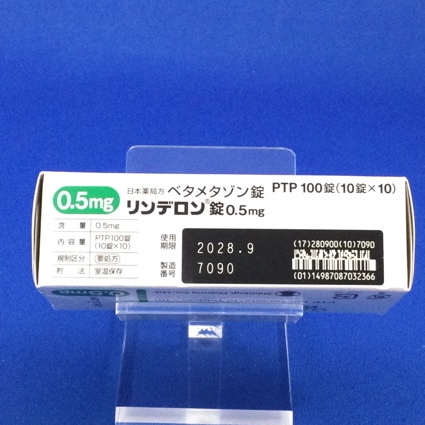 0.5mg
日本薬局方 ベタメタゾン錠 PTP 100錠(10錠×10)
リンデロン®錠0.5mg
含量 0.5mg
内容量 PTP100錠
(10錠×10)
規制区分 要処方
貯法 室温保存
使用
期限 2028.9
製造
番号 7090
(17)280900(10)7090
(01)14987087032366
0.5mg